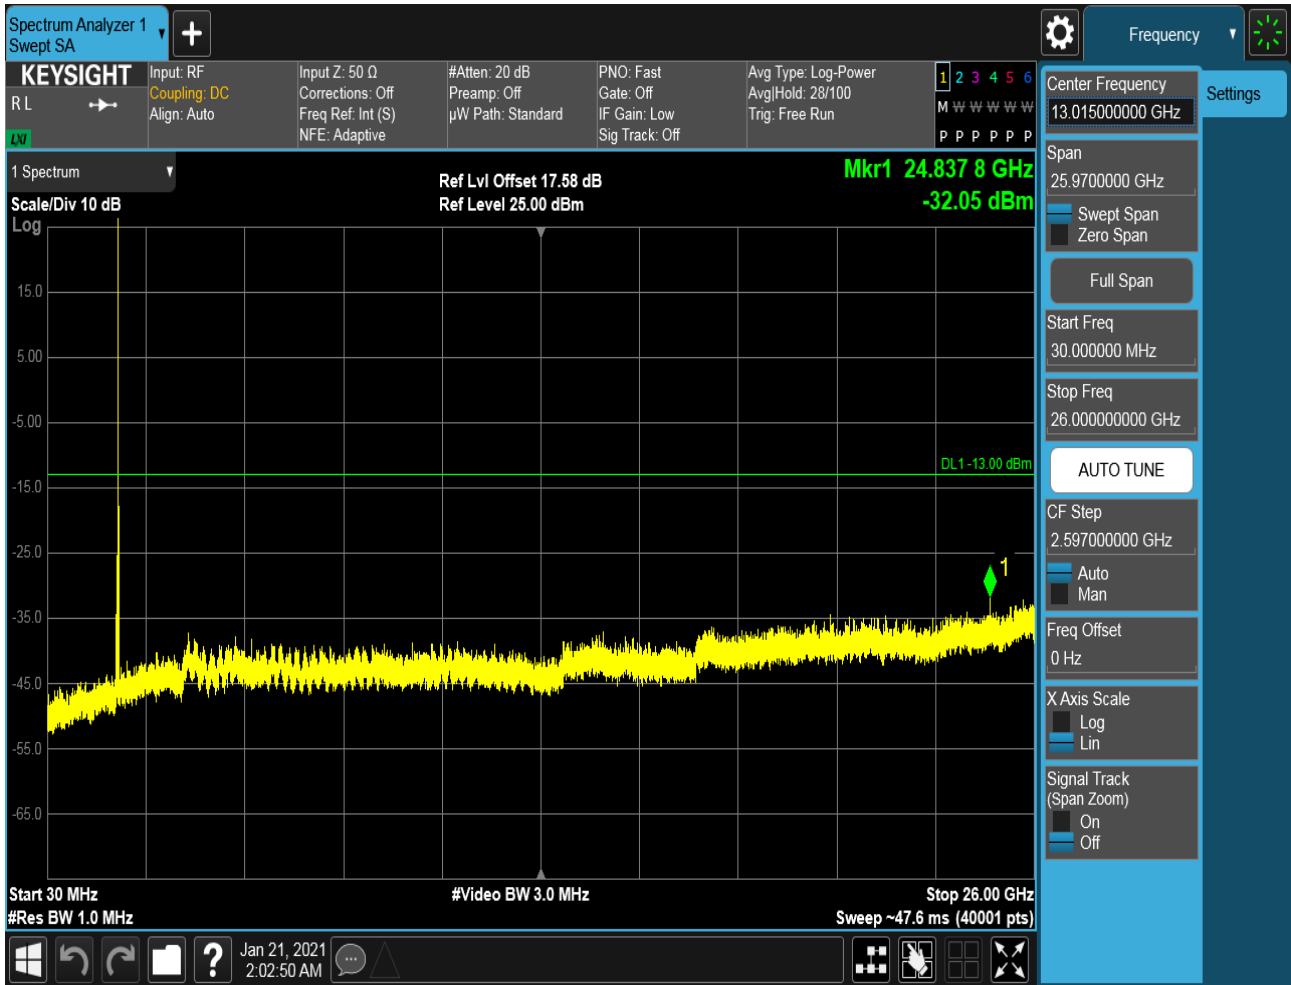 Spectrum Analyzer 1
Swept SA
Frequency
KEYSIGHT
R L
LXI
Input: RF
Coupling: DC
Align: Auto
Input Z: 50 Ω
Corrections: Off
Freq Ref: Int (S)
NFE: Adaptive
#Atten: 20 dB
Preamp: Off
µW Path: Standard
PNO: Fast
Gate: Off
IF Gain: Low
Sig Track: Off
Avg Type: Log-Power
Avg|Hold: 28/100
Trig: Free Run
1 2 3 4 5 6
M W W W W W
P P P P P P
1 Spectrum
Scale/Div 10 dB
Log
Ref Lvl Offset 17.58 dB
Ref Level 25.00 dBm
Mkr1 24.837 8 GHz
-32.05 dBm
15.0
5.00
-5.00
DL1 -13.00 dBm
-15.0
-25.0
1
-35.0
-45.0
-55.0
-65.0
Start 30 MHz
#Res BW 1.0 MHz
#Video BW 3.0 MHz
Stop 26.00 GHz
Sweep ~47.6 ms (40001 pts)
Jan 21, 2021
2:02:50 AM
Center Frequency
13.015000000 GHz
Settings
Span
25.9700000 GHz
Swept Span
Zero Span
Full Span
Start Freq
30.000000 MHz
Stop Freq
26.000000000 GHz
AUTO TUNE
CF Step
2.597000000 GHz
Auto
Man
Freq Offset
0 Hz
X Axis Scale
Log
Lin
Signal Track
(Span Zoom)
On
Off